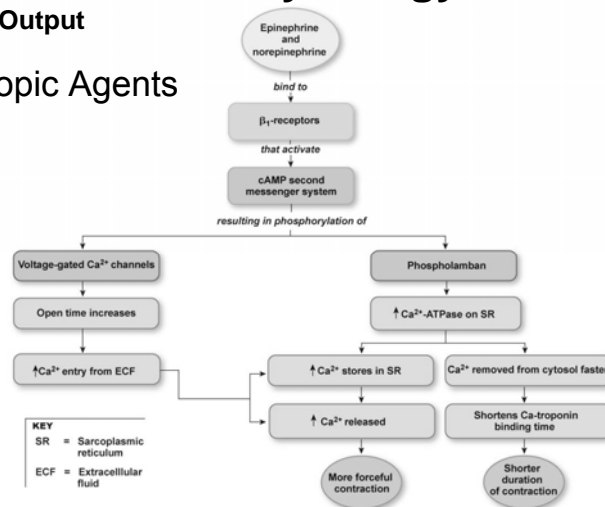 Output
opic Agents
Epinephrine
and
norepinephrine
bind to
β₁-receptors
that activate
cAMP second
messenger system
resulting in phosphorylation of
Voltage-gated Ca²⁺ channels
Phospholamban
Open time increases
↑Ca²⁺-ATPase on SR
↑Ca²⁺ entry from ECF
↑Ca²⁺ stores in SR
Ca²⁺ removed from cytosol faster
↑ Ca²⁺ released
Shortens Ca-troponin
binding time
More forceful
contraction
Shorter
duration
of contraction
KEY
SR = Sarcoplasmic
reticulum
ECF = Extracelllular
fluid